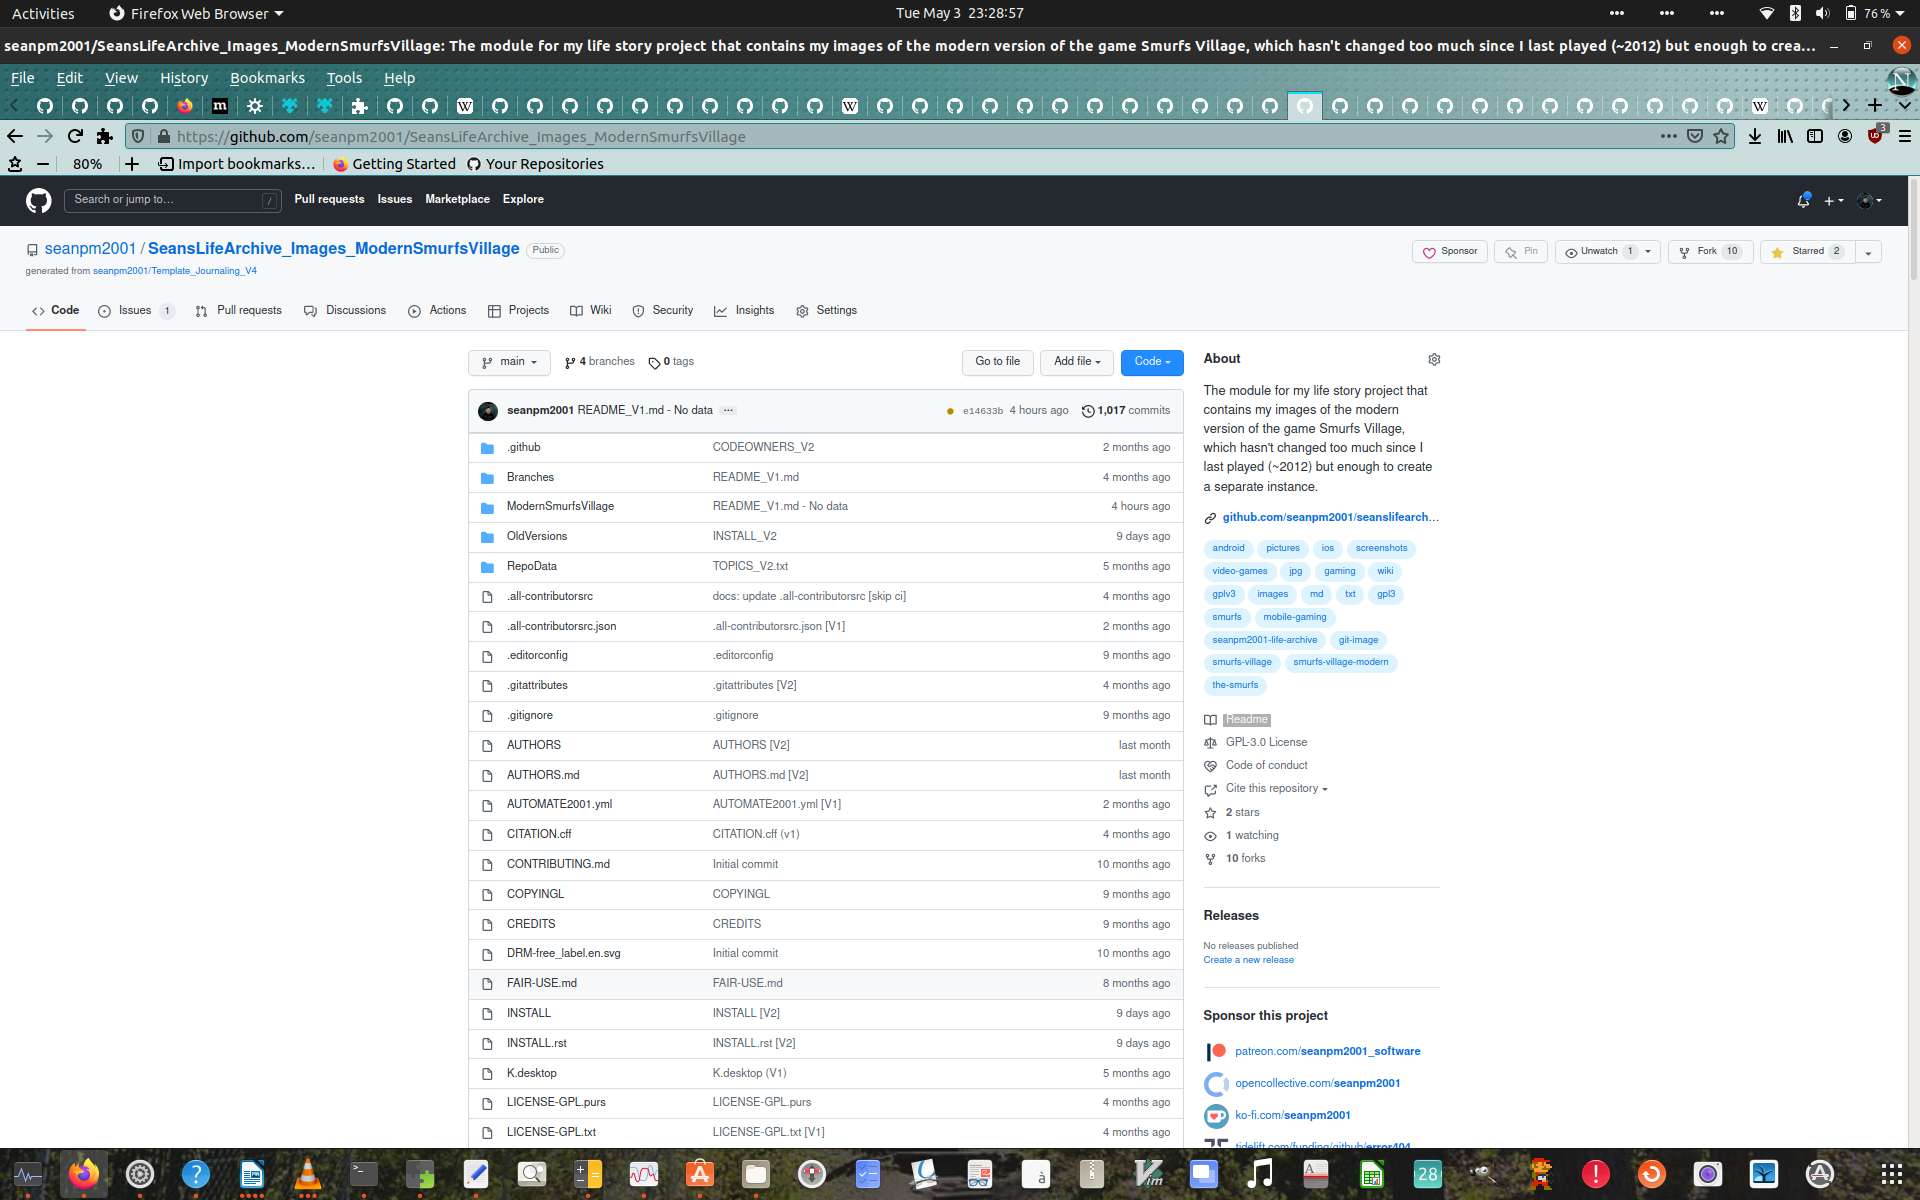 Activities
Firefox Web Browser
Tue May 3 23:28:57
76 %
seanpm2001/SeansLifeArchive_Images_ModernSmurfsVillage: The module for my life story project that contains my images of the modern version of the game Smurfs Village, which hasn't changed too much since I last played (~2012) but enough to crea…
File Edit View History Bookmarks Tools Help
https://github.com/seanpm2001/SeansLifeArchive_Images_ModernSmurfsVillage
3
80%
Import bookmarks…
Getting Started
Your Repositories
Search or jump to…
/
Pull requests
Issues
Marketplace
Explore
seanpm2001 / SeansLifeArchive_Images_ModernSmurfsVillage
Public
Sponsor
Pin
Unwatch 1
Fork 10
Starred 2
generated from seanpm2001/Template_Journaling_V4
Code
Issues 1
Pull requests
Discussions
Actions
Projects
Wiki
Security
Insights
Settings
main
4 branches
0 tags
Go to file
Add file
Code
seanpm2001 README_V1.md - No data ...
e14633b 4 hours ago
1,017 commits
.github CODEOWNERS_V2 2 months ago
Branches README_V1.md 4 months ago
ModernSmurfsVillage README_V1.md - No data 4 hours ago
OldVersions INSTALL_V2 9 days ago
RepoData TOPICS_V2.txt 5 months ago
.all-contributorsrc docs: update .all-contributorsrc [skip ci] 4 months ago
.all-contributorsrc.json .all-contributorsrc.json [V1] 2 months ago
.editorconfig .editorconfig 9 months ago
.gitattributes .gitattributes [V2] 4 months ago
.gitignore .gitignore 9 months ago
AUTHORS AUTHORS [V2] last month
AUTHORS.md AUTHORS.md [V2] last month
AUTOMATE2001.yml AUTOMATE2001.yml [V1] 2 months ago
CITATION.cff CITATION.cff (v1) 4 months ago
CONTRIBUTING.md Initial commit 10 months ago
COPYINGL COPYINGL 9 months ago
CREDITS CREDITS 9 months ago
DRM-free_label.en.svg Initial commit 10 months ago
FAIR-USE.md FAIR-USE.md 8 months ago
INSTALL INSTALL [V2] 9 days ago
INSTALL.rst INSTALL.rst [V2] 9 days ago
K.desktop K.desktop (V1) 5 months ago
LICENSE-GPL.purs LICENSE-GPL.purs 4 months ago
LICENSE-GPL.txt LICENSE-GPL.txt [V1] 4 months ago
About
The module for my life story project that
contains my images of the modern
version of the game Smurfs Village,
which hasn't changed too much since I
last played (~2012) but enough to create
a separate instance.
github.com/seanpm2001/seanslifearch…
android pictures ios screenshots
video-games jpg gaming wiki
gplv3 images md txt gpl3
smurfs mobile-gaming
seanpm2001-life-archive git-image
smurfs-village smurfs-village-modern
the-smurfs
Readme
GPL-3.0 License
Code of conduct
Cite this repository
2 stars
1 watching
10 forks
Releases
No releases published
Create a new release
Sponsor this project
patreon.com/seanpm2001_software
opencollective.com/seanpm2001
ko-fi.com/seanpm2001
tidelift.com/funding/github/error404
28